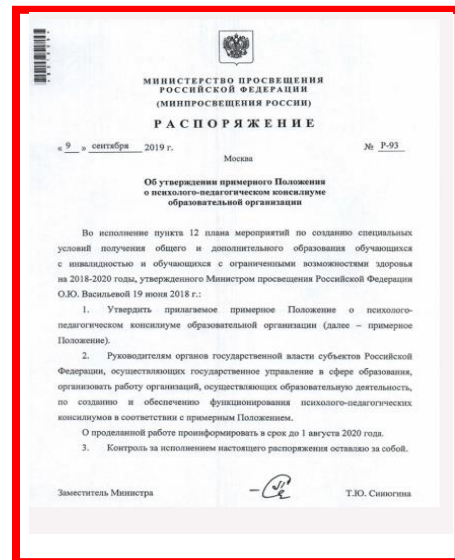 МИНИСТЕРСТВО ПРОСВЕЩЕНИЯ
РОССИЙСКОЙ ФЕДЕРАЦИИ
(МИНПРОСВЕЩЕНИЯ РОССИИ)
РАСПОРЯЖЕНИЕ
« 9 » сентября 2019 г. № Р-93
Москва
Об утверждении примерного Положения
о психолого-педагогическом консилиуме
образовательной организации
Во исполнение пункта 12 плана мероприятий по созданию специальных
условий получения общего и дополнительного образования обучающихся
с инвалидностью и обучающихся с ограниченными возможностями здоровья
на 2018-2020 годы, утвержденного Министром просвещения Российской Федерации
О.Ю. Васильевой 19 июня 2018 г.:
1. Утвердить прилагаемое примерное Положение о психолого-
педагогическом консилиуме образовательной организации (далее – примерное
Положение).
2. Руководителям органов государственной власти субъектов Российской
Федерации, осуществляющих государственное управление в сфере образования,
организовать работу организаций, осуществляющих образовательную деятельность,
по созданию и обеспечению функционирования психолого-педагогических
консилиумов в соответствии с примерным Положением.
О проделанной работе проинформировать в срок до 1 августа 2020 года.
3. Контроль за исполнением настоящего распоряжения оставляю за собой.
Заместитель Министра Т.Ю. Синюгина